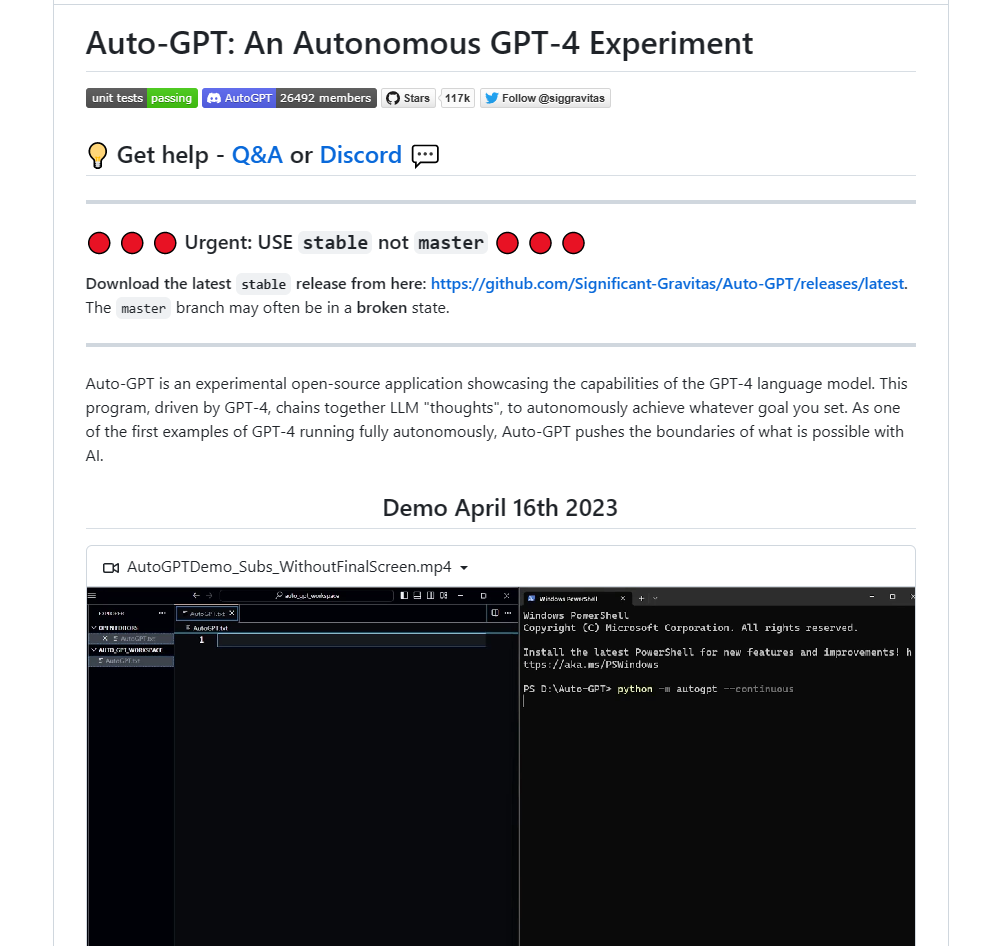 Auto-GPT: An Autonomous GPT-4 Experiment
unit tests passing AutoGPT 26492 members Stars 117k Follow @siggravitas
Get help - Q&A or Discord
Urgent: USE stable not master
Download the latest stable release from here: https://github.com/Significant-Gravitas/Auto-GPT/releases/latest.
The master branch may often be in a broken state.
Auto-GPT is an experimental open-source application showcasing the capabilities of the GPT-4 language model. This
program, driven by GPT-4, chains together LLM "thoughts", to autonomously achieve whatever goal you set. As one
of the first examples of GPT-4 running fully autonomously, Auto-GPT pushes the boundaries of what is possible with
AI.
Demo April 16th 2023
AutoGPTDemo_Subs_WithoutFinalScreen.mp4
auto_gpt_workspace
EXPLORER
AutoGPT.txt
OPEN EDITORS
AutoGPT.txt
AUTO_GPT_WORKSPACE
AutoGPT.txt
AutoGPT.txt
1
Windows PowerShell
Windows PowerShell
Copyright (C) Microsoft Corporation. All rights reserved.
Install the latest PowerShell for new features and improvements! h
ttps://aka.ms/PSWindows
PS D:\Auto-GPT> python -m autogpt --continuous